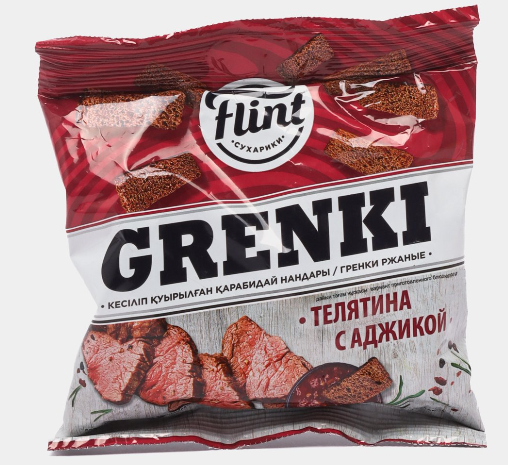 flint
• СУХАРИКИ •
GRENKI
• КЕСІЛІП ҚУЫРЫЛҒАН ҚАРАБИДАЙ НАНДАРЫ / ГРЕНКИ РЖАНЫЕ •
• ТЕЛЯТИНА
С АДЖИКОЙ •